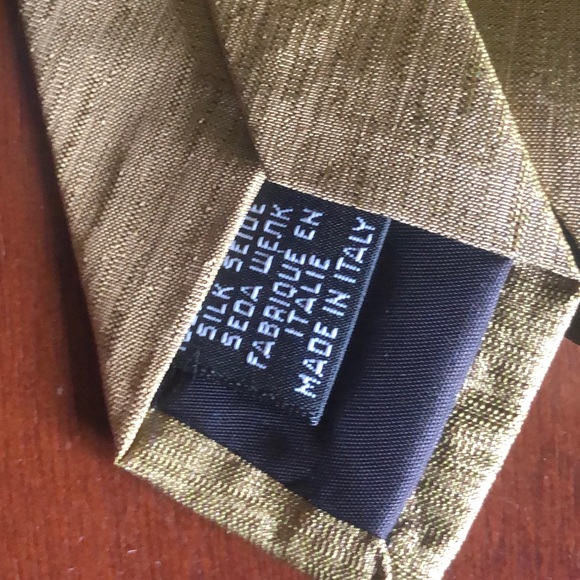 SILK SEIDE
SEDA ШЕЛК
FABRIQUE EN
ITALIE
MADE IN ITALY